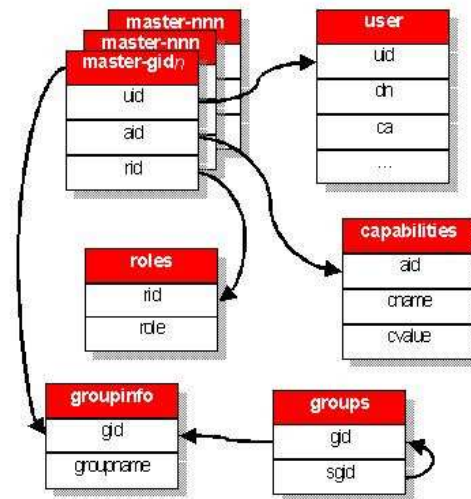 master-nnn
master-nnn
master-gidn
uid
aid
rid
user
uid
dn
ca
...
capabilities
aid
cname
cvalue
roles
rid
role
groupinfo
gid
groupname
groups
gid
sgid